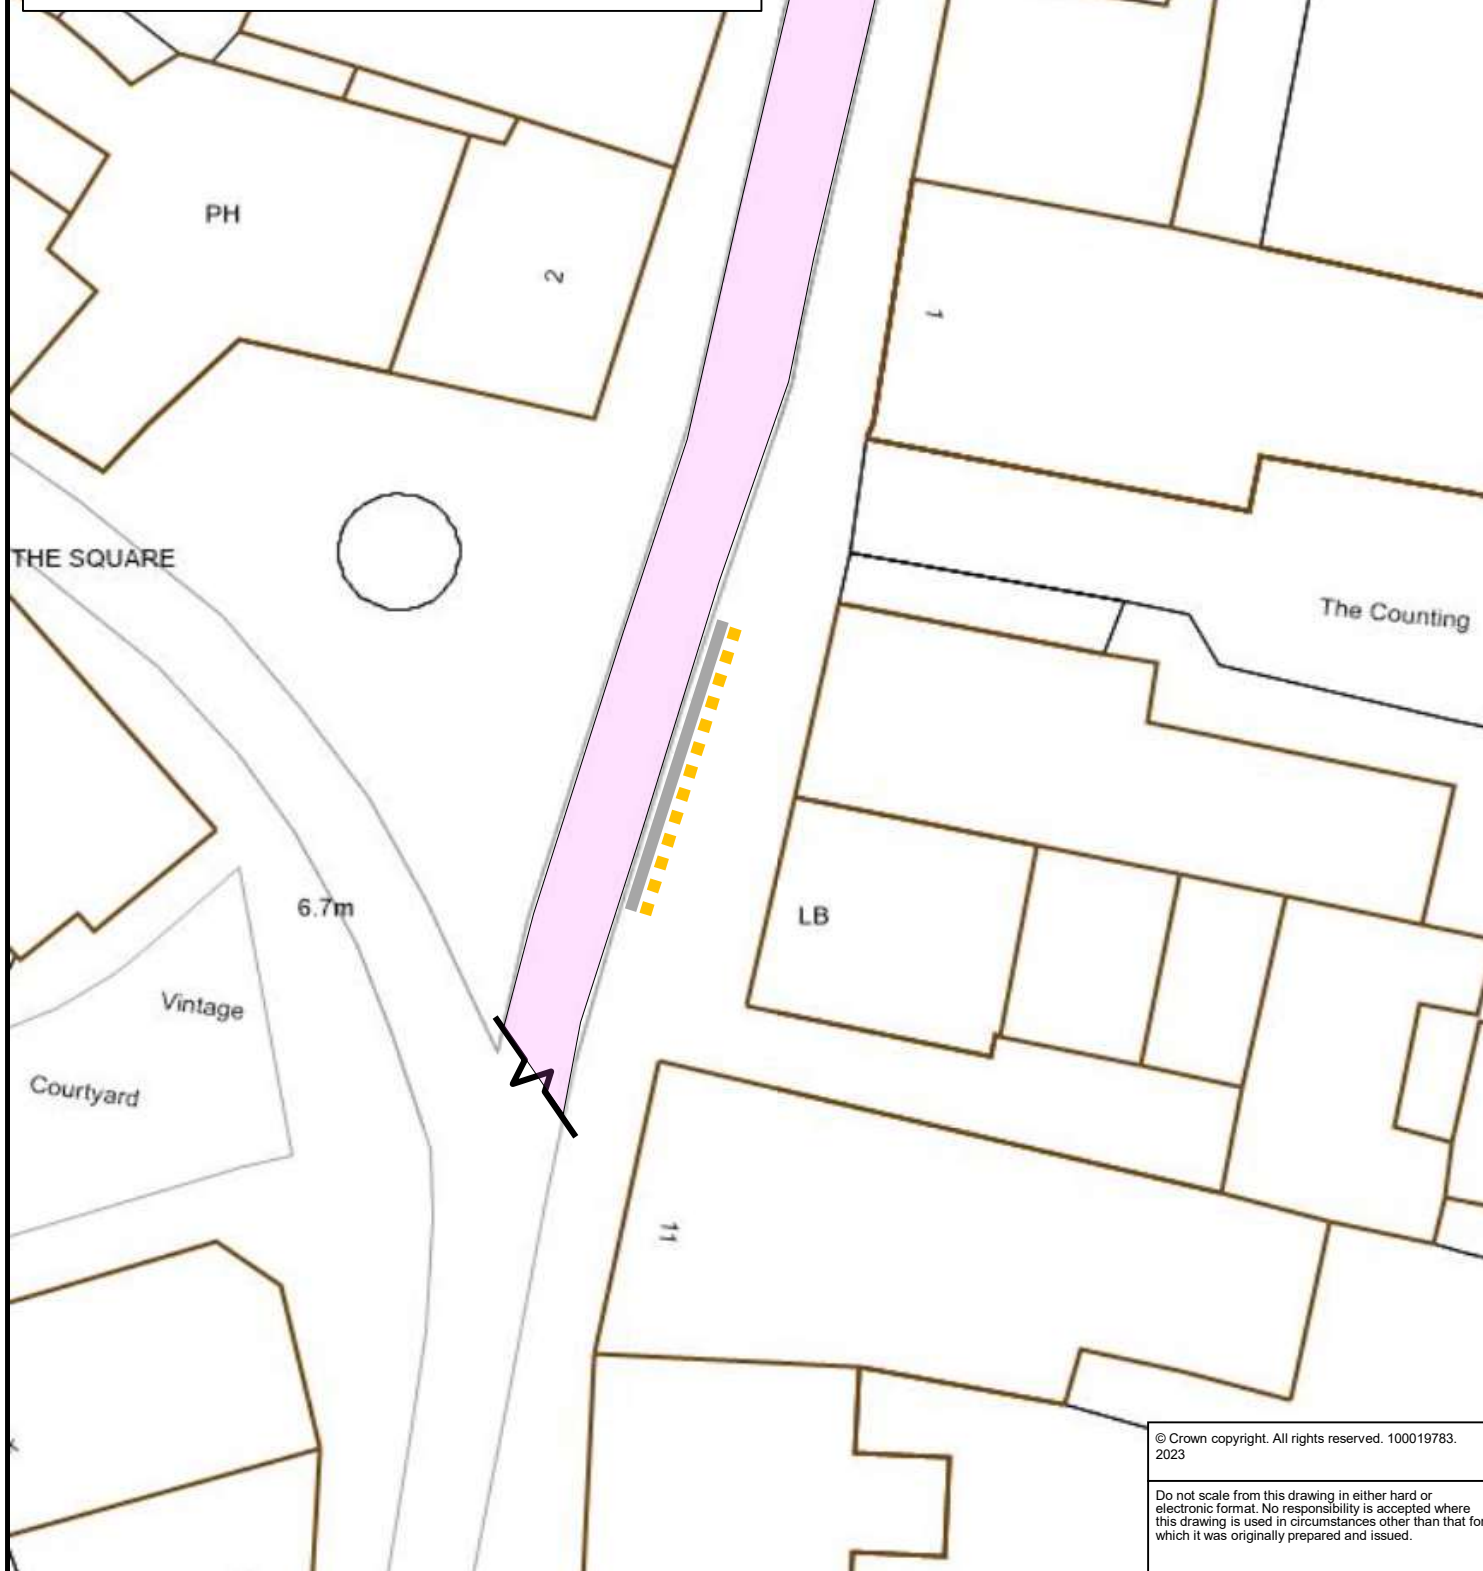 PH
2
1
THE SQUARE
The Counting
LB
6.7m
Vintage
Courtyard
11
© Crown copyright. All rights reserved. 100019783.
2023
Do not scale from this drawing in either hard or
electronic format. No responsibility is accepted where
this drawing is used in circumstances other than that for
which it was originally prepared and issued.